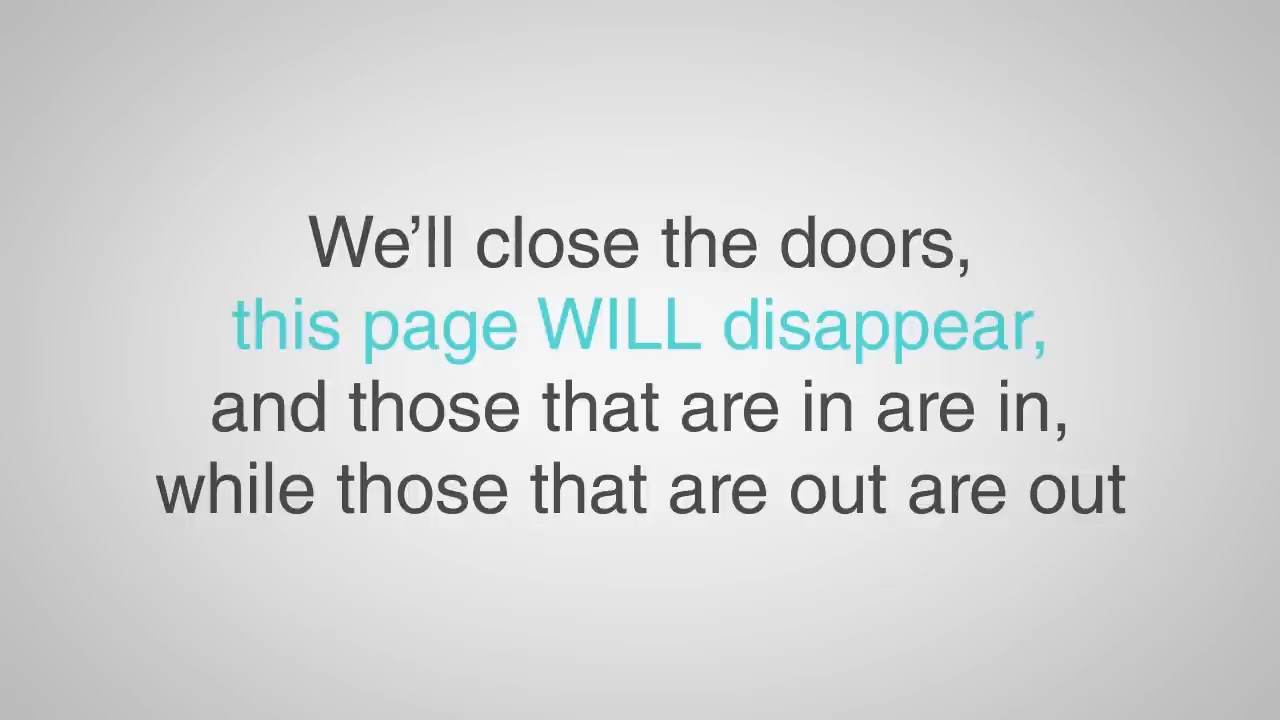 We’ll close the doors,
this page WILL disappear,
and those that are in are in,
while those that are out are out